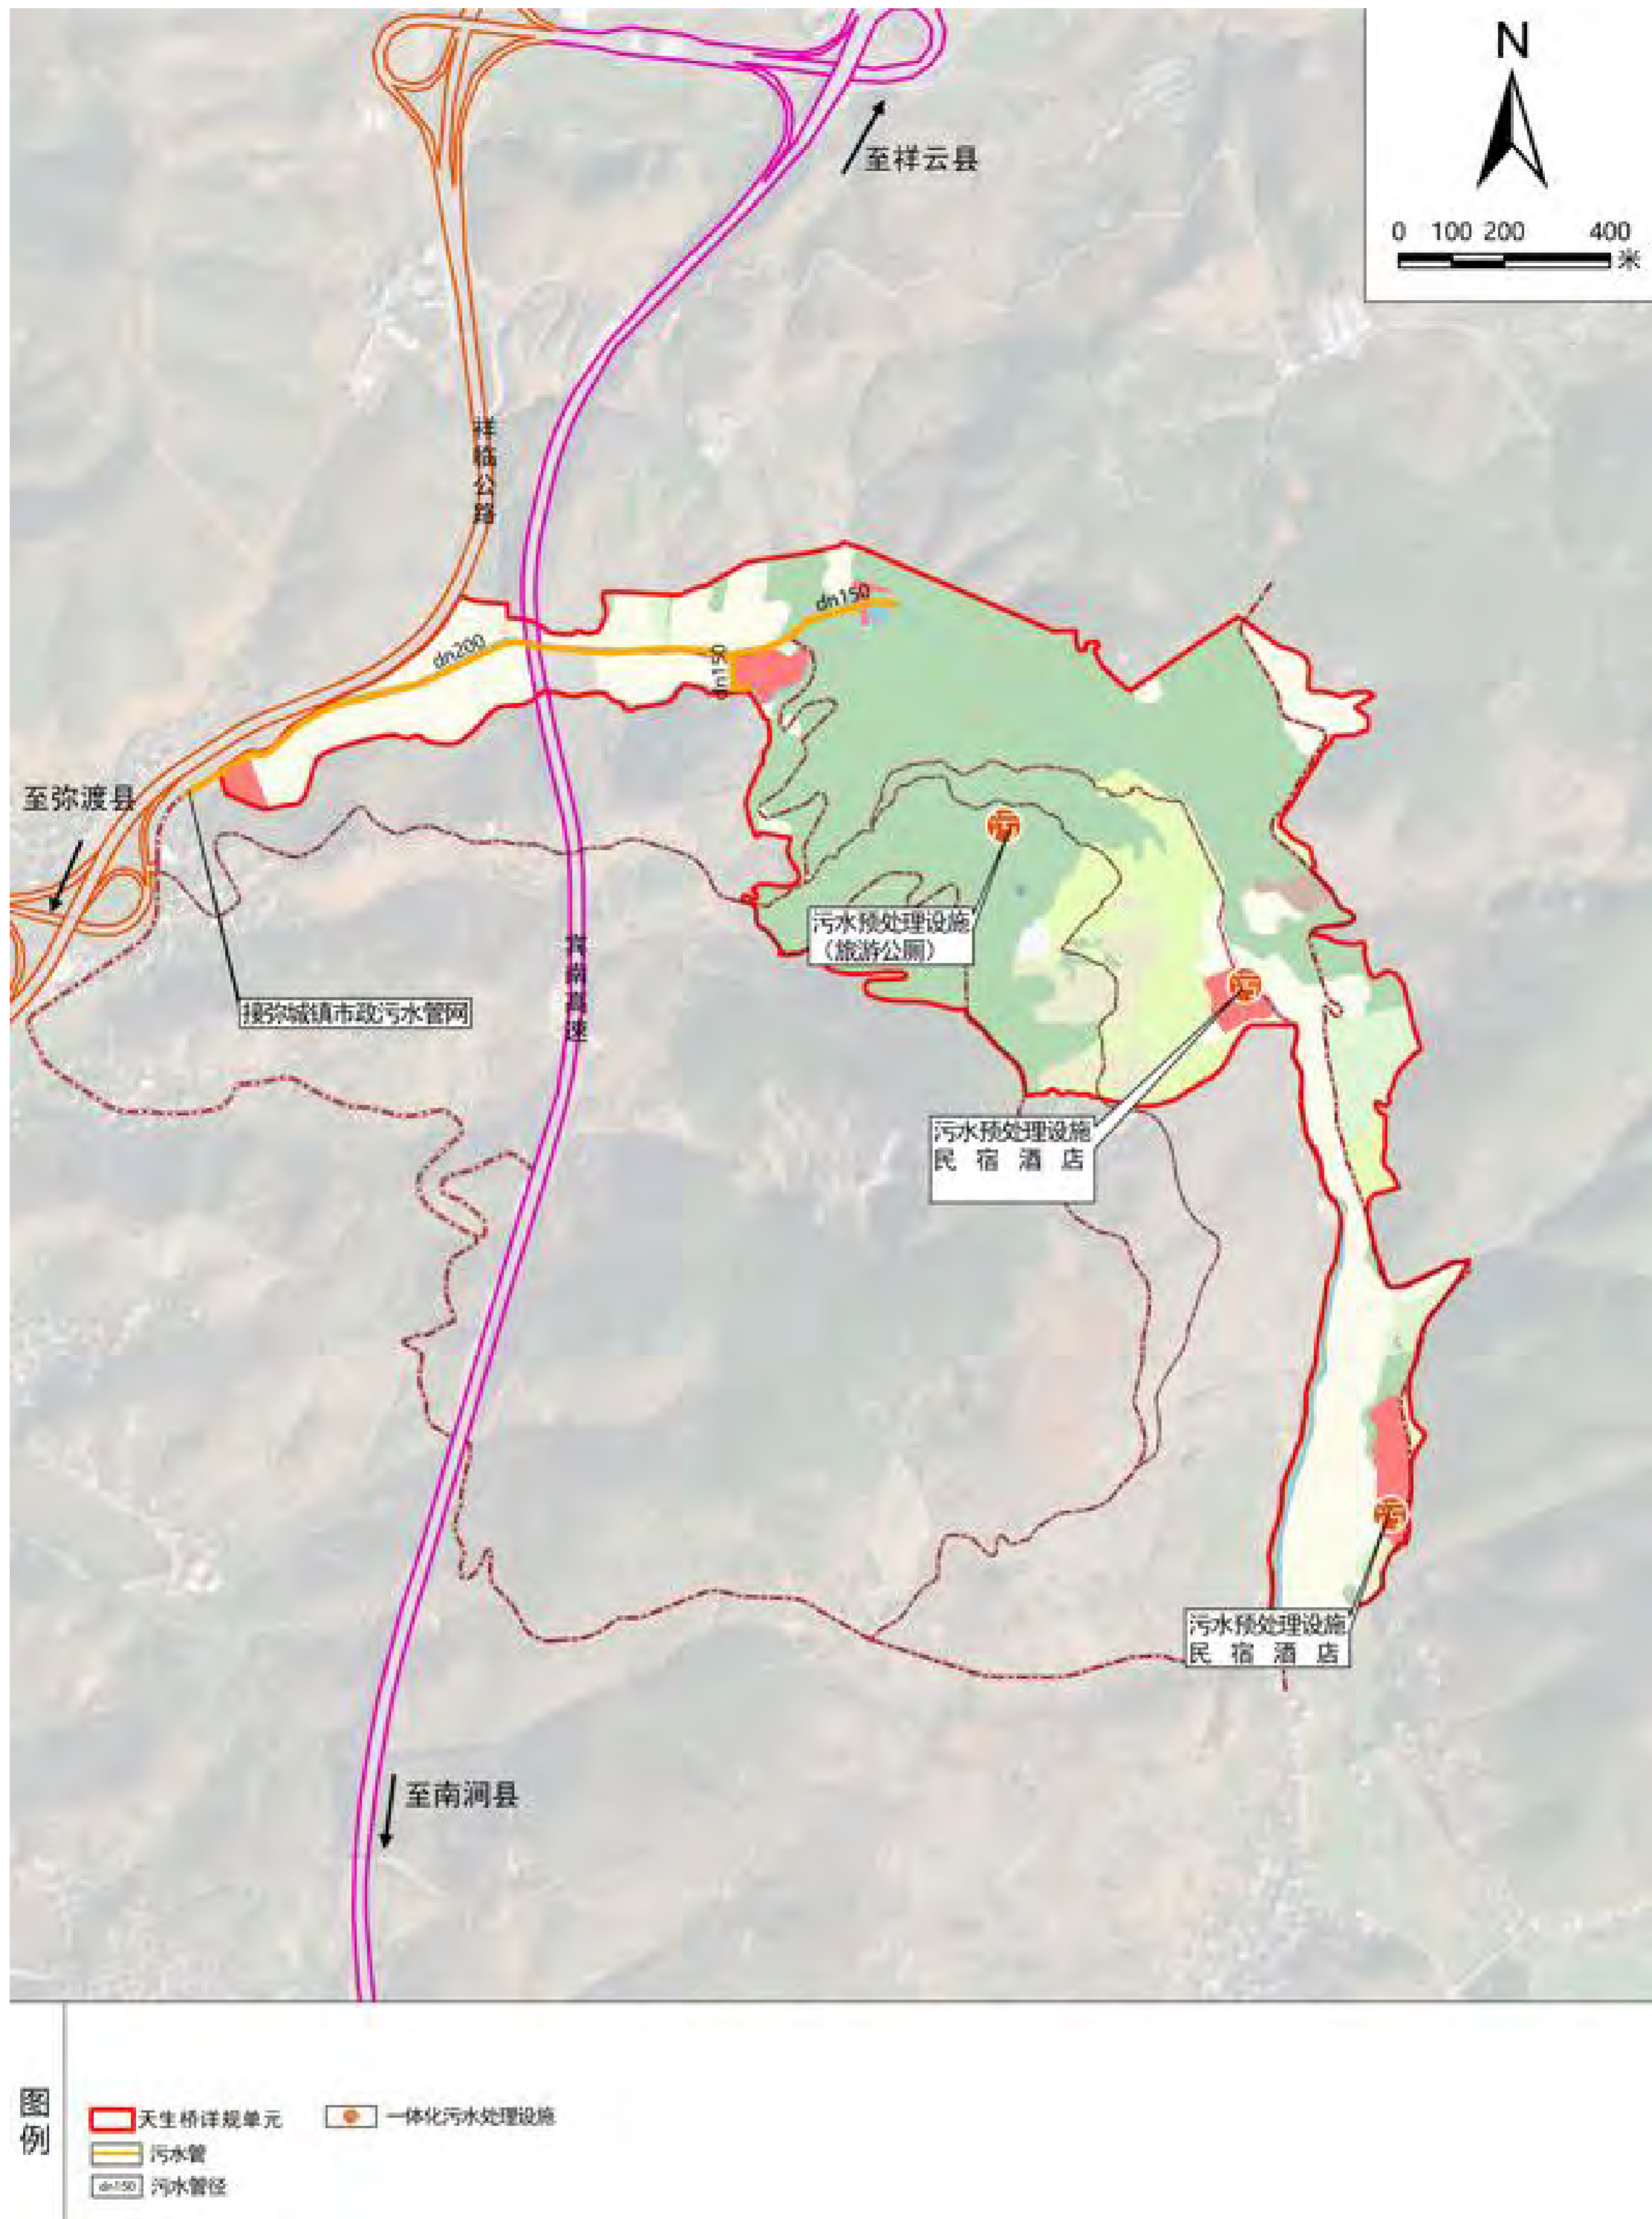 N
0 100 200 400
米
至祥云县
祥临公路
dn150
dn200
dn150
至弥渡县
污水预处理设施
（旅游公厕）
宾南高速
接弥城镇市政污水管网
污水预处理设施
民 宿 酒 店
污水预处理设施
民 宿 酒 店
至南涧县
图例
天生桥详规单元
一体化污水处理设施
污水管
dn150 污水管径